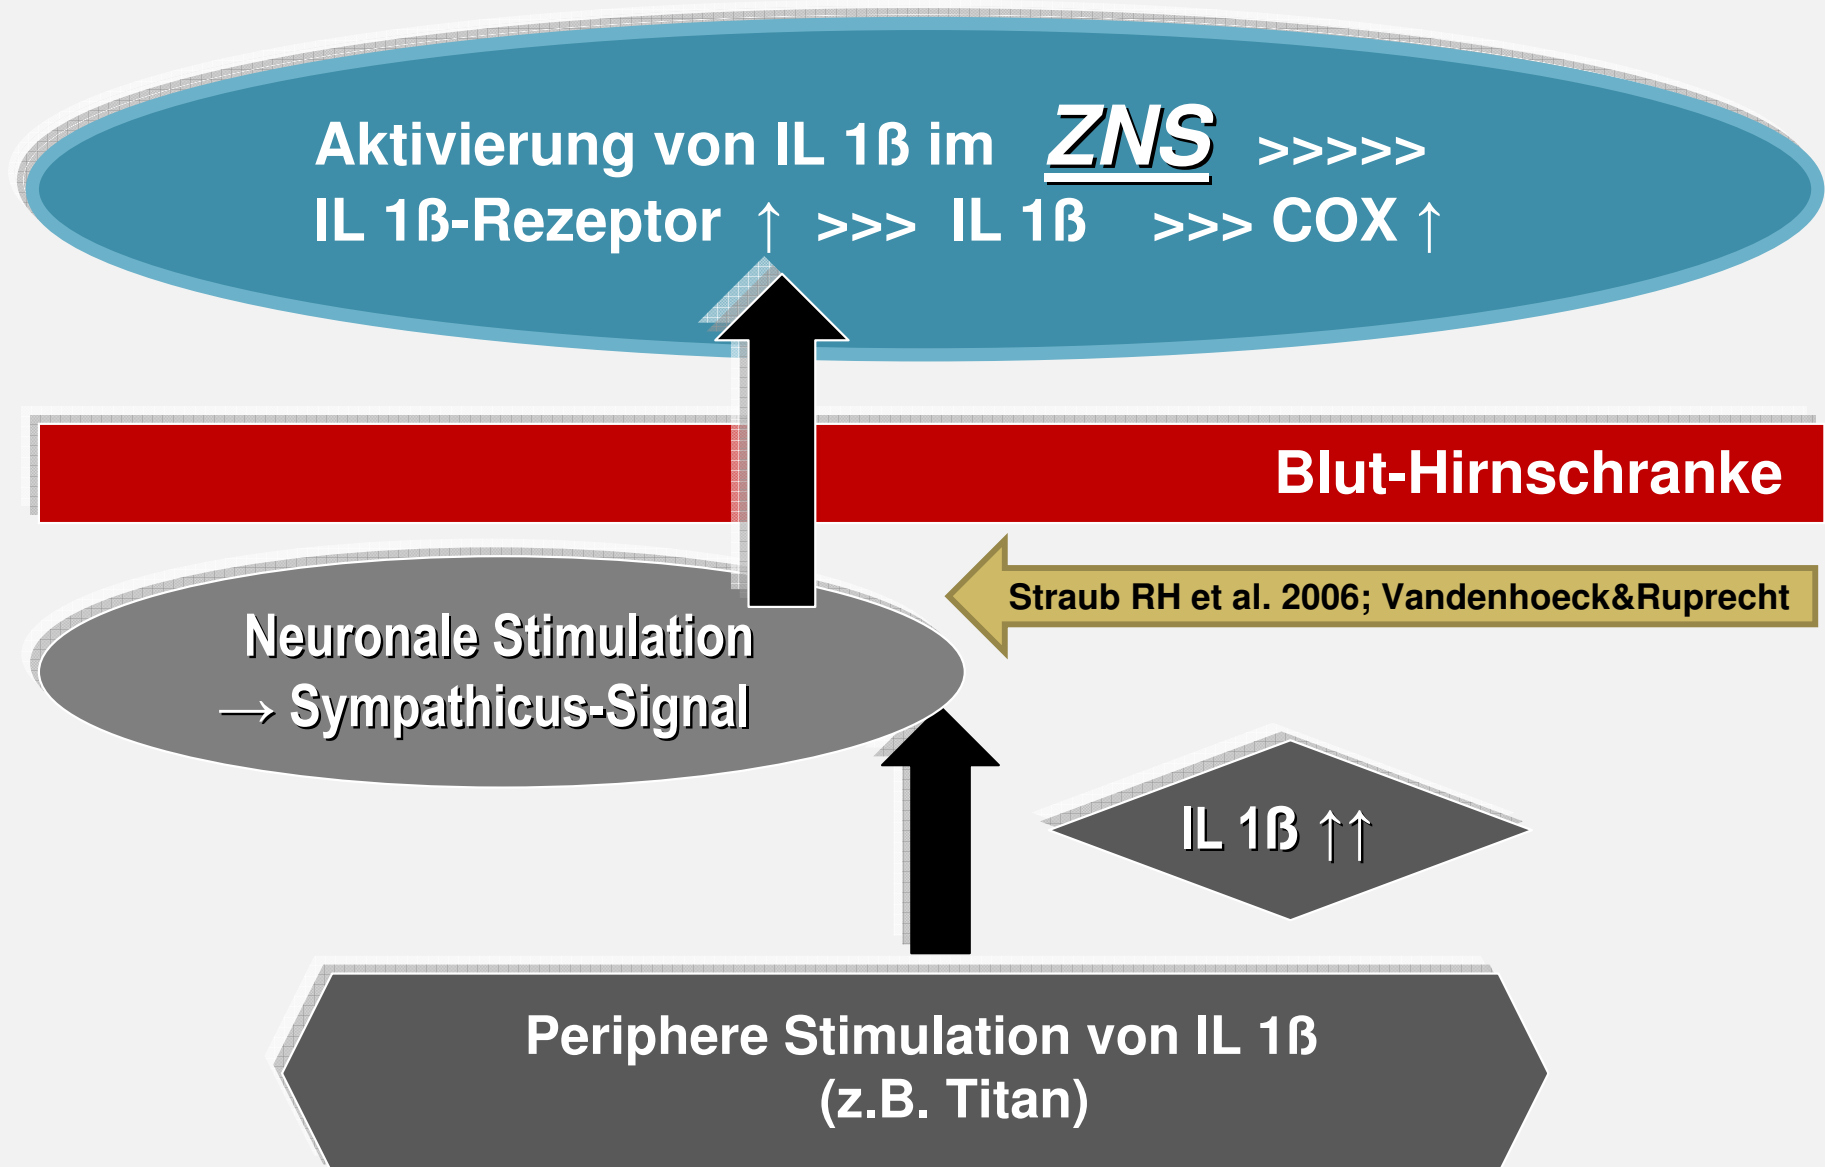 Aktivierung von IL 1ß im ZNS >>>>>
IL 1ß-Rezeptor ↑ >>> IL 1ß >>> COX ↑
Blut-Hirnschranke
Straub RH et al. 2006; Vandenhoeck&Ruprecht
Neuronale Stimulation
→ Sympathicus-Signal
IL 1ß ↑↑
Periphere Stimulation von IL 1ß
(z.B. Titan)